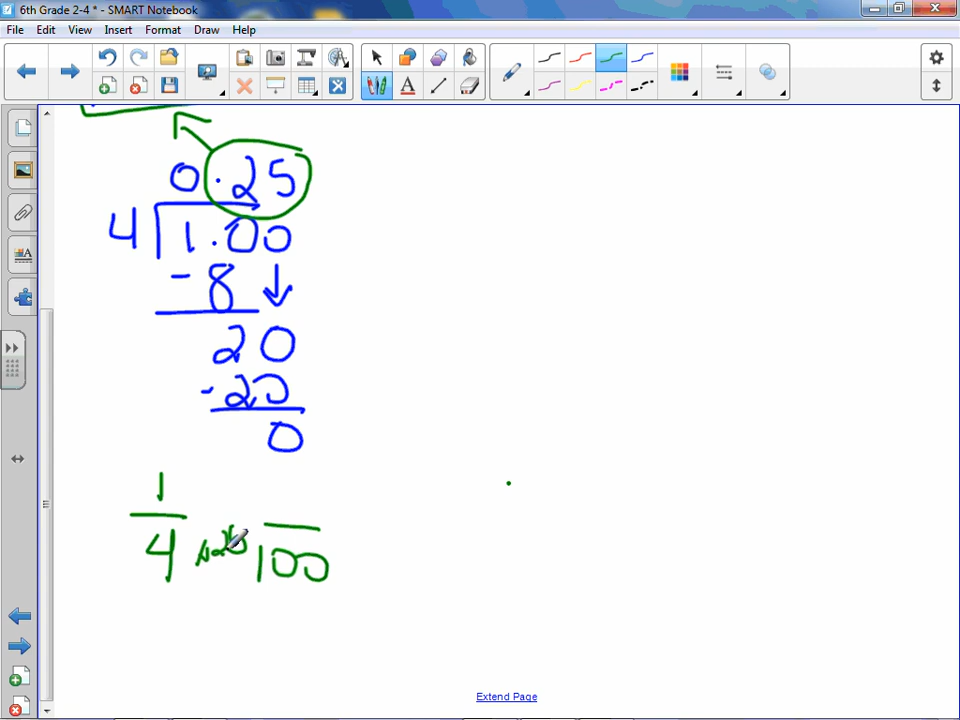 6th Grade 2-4 * - SMART Notebook
File Edit View Insert Format Draw Help
0.25
4 1.00
- 8 ↓
20
- 20
0
1
4 100
Extend Page